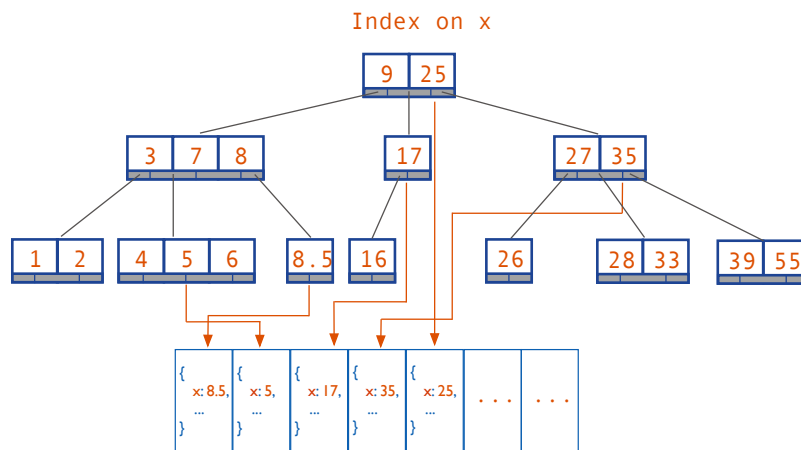 Index on x
9 25
3 7 8
17
27 35
1 2
4 5 6
8.5
16
26
28 33
39 55
{
x: 8.5,
...
}
{
x: 5,
...
}
{
x: 17,
...
}
{
x: 35,
...
}
{
x: 25,
...
}
. . .
. . .